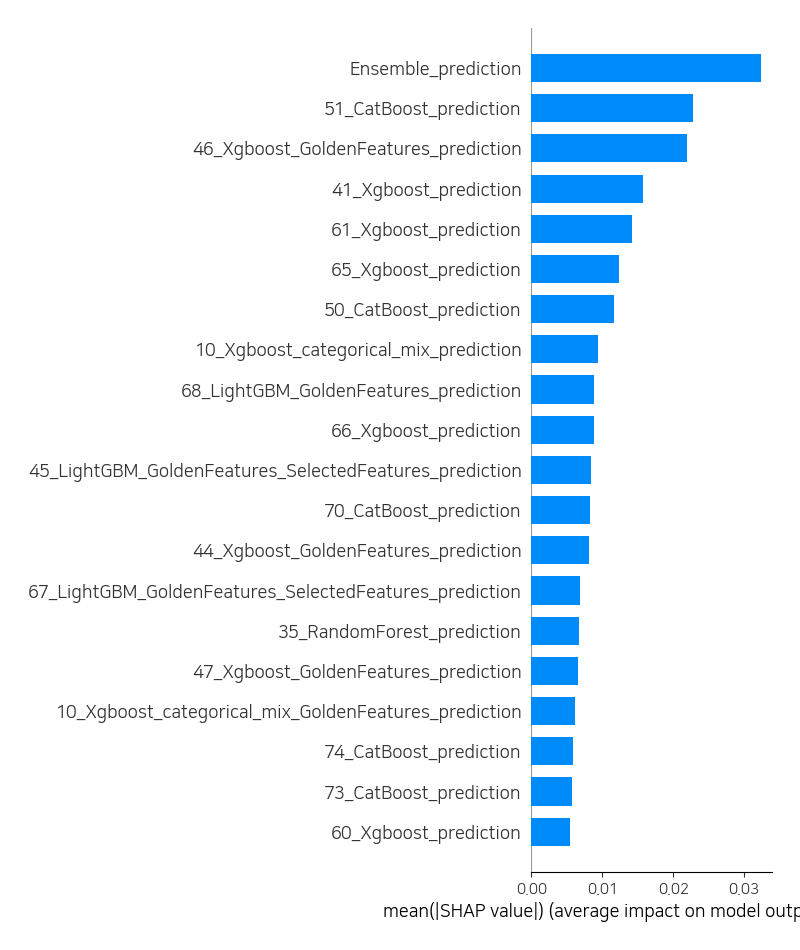 Ensemble_prediction
51_CatBoost_prediction
46_Xgboost_GoldenFeatures_prediction
41_Xgboost_prediction
61_Xgboost_prediction
65_Xgboost_prediction
50_CatBoost_prediction
10_Xgboost_categorical_mix_prediction
68_LightGBM_GoldenFeatures_prediction
66_Xgboost_prediction
45_LightGBM_GoldenFeatures_SelectedFeatures_prediction
70_CatBoost_prediction
44_Xgboost_GoldenFeatures_prediction
67_LightGBM_GoldenFeatures_SelectedFeatures_prediction
35_RandomForest_prediction
47_Xgboost_GoldenFeatures_prediction
10_Xgboost_categorical_mix_GoldenFeatures_prediction
74_CatBoost_prediction
73_CatBoost_prediction
60_Xgboost_prediction
0.00 0.01 0.02 0.03
mean(|SHAP value|) (average impact on model outp